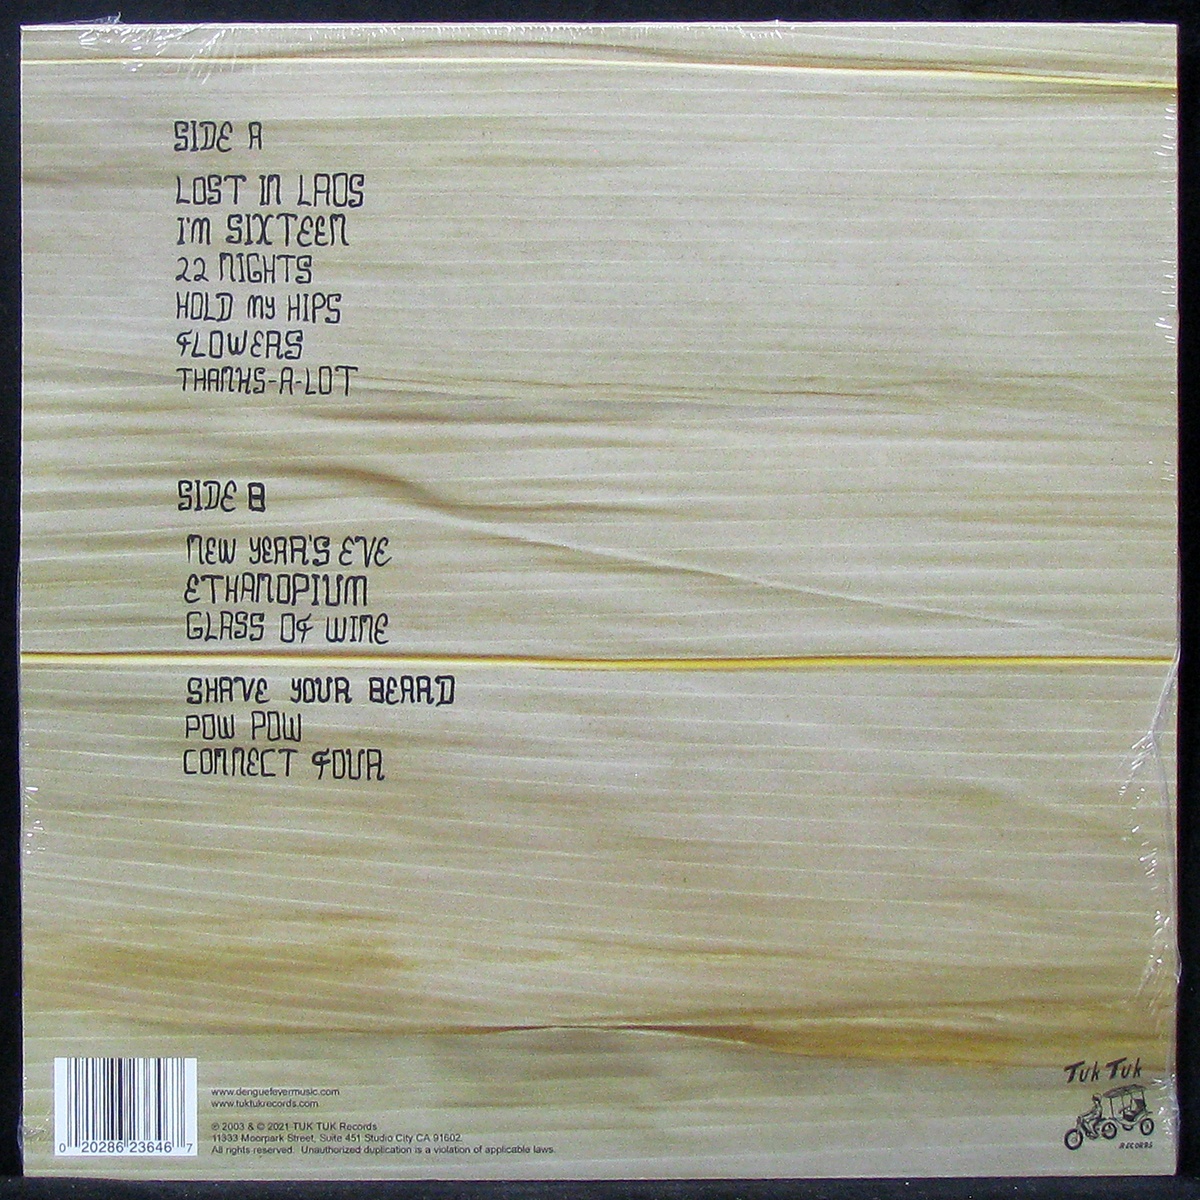 SIDE A
LOST IN LAOS
I'M SIXTEEN
22 NIGHTS
HOLD MY HIPS
FLOWERS
THANKS-A-LOT
SIDE B
NEW YEAR'S EVE
ETHANOPIUM
GLASS OF WINE
SHAVE YOUR BEARD
POW POW
CONNECT FOUR
0 20286 23646 7
www.denguefevermusic.com
www.tuktukrecords.com
℗ 2003 & © 2021 TUK TUK Records
11333 Moorpark Street, Suite 451 Studio City CA 91602.
All rights reserved. Unauthorized duplication is a violation of applicable laws.
Tuk Tuk
RECORDS